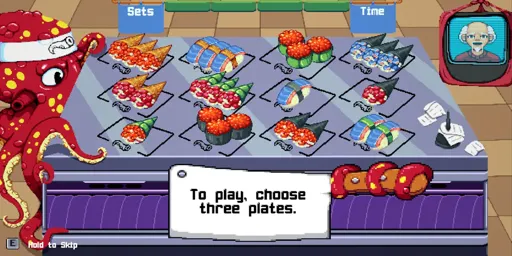 Sets
Time
To play, choose
three plates.
E Hold to Skip